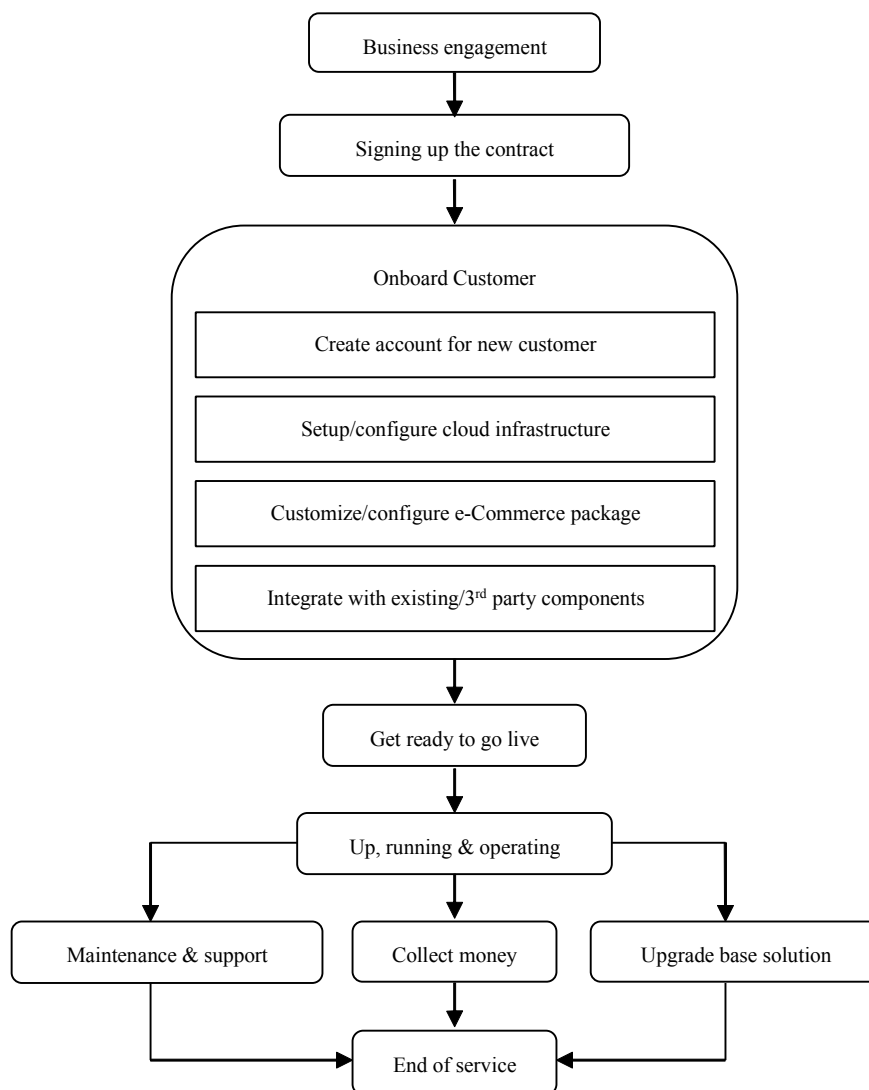 Business engagement
Signing up the contract
Onboard Customer
Create account for new customer
Setup/configure cloud infrastructure
Customize/configure e-Commerce package
Integrate with existing/3rd party components
Get ready to go live
Up, running & operating
Maintenance & support
Collect money
Upgrade base solution
End of service